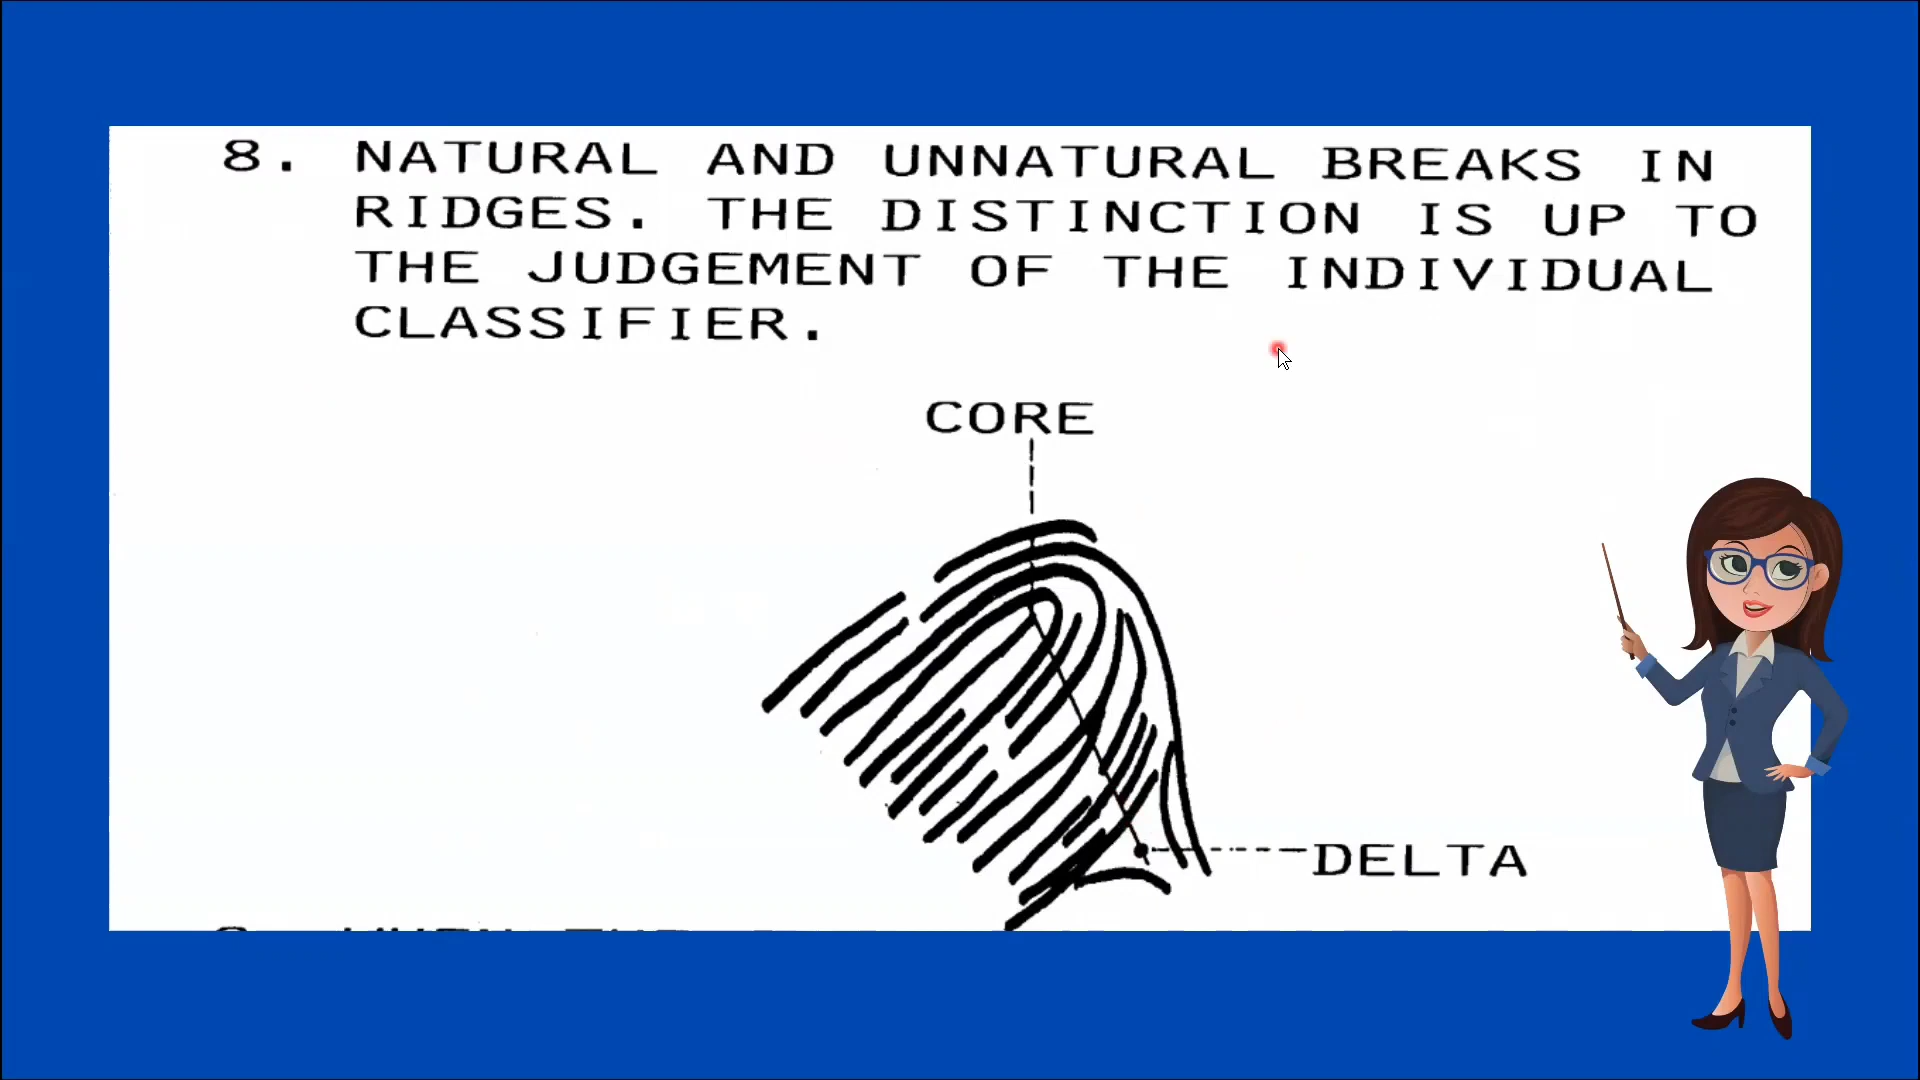 8. NATURAL AND UNNATURAL BREAKS IN
RIDGES. THE DISTINCTION IS UP TO
THE JUDGEMENT OF THE INDIVIDUAL
CLASSIFIER.
CORE
DELTA